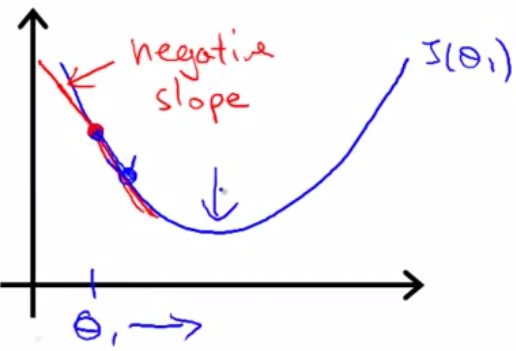 negative
slope
J(θ₁)
θ₁